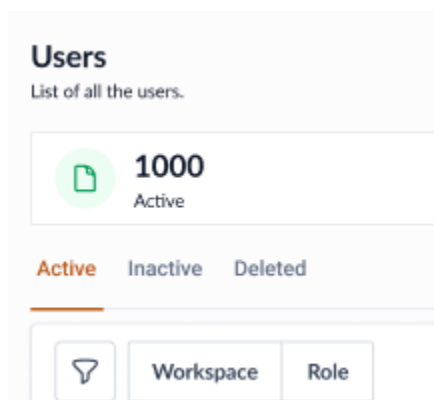 Users
List of all the users.
1000
Active
Active Inactive Deleted
Workspace Role